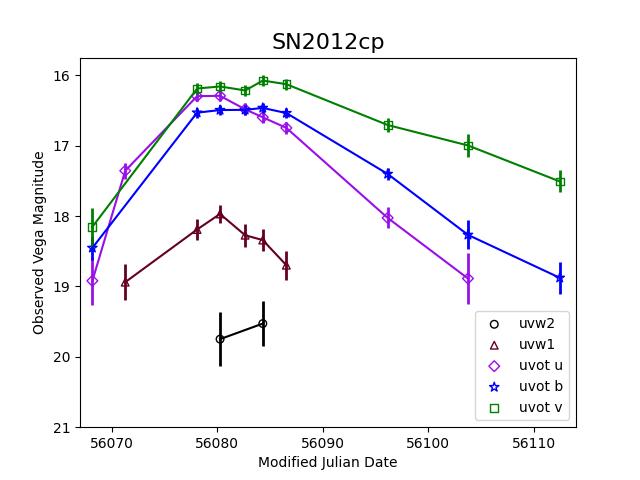 SN2012cp
Observed Vega Magnitude
16
17
18
19
20
21
56070
56080
56090
56100
56110
Modified Julian Date
uvw2
uvw1
uvot u
uvot b
uvot v